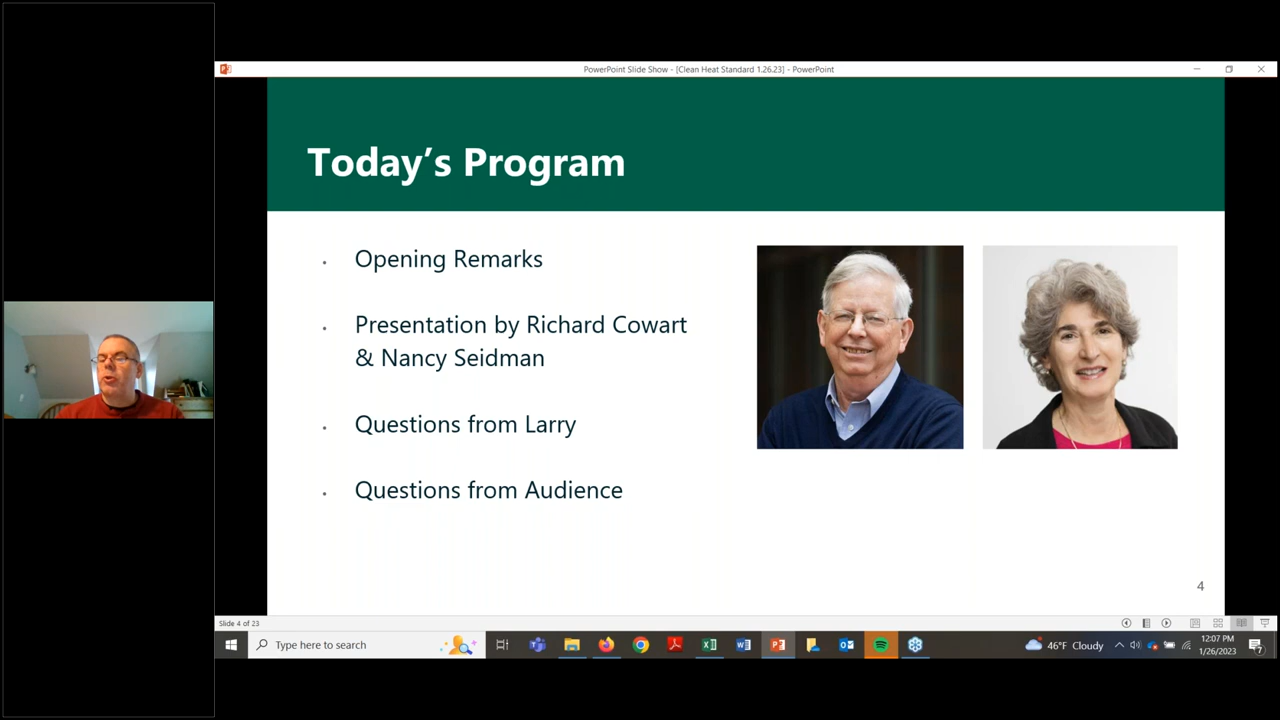 PowerPoint Slide Show - [Clean Heat Standard 1.26.23] - PowerPoint
Today's Program
· Opening Remarks
· Presentation by Richard Cowart
& Nancy Seidman
· Questions from Larry
· Questions from Audience
4
Slide 4 of 23
Type here to search
46°F Cloudy
12:07 PM
1/26/2023